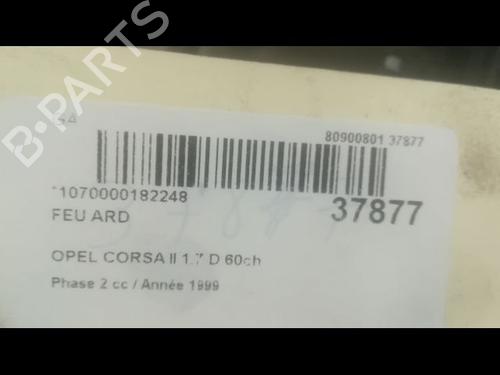 80900801 37877
*1070000182248
37877
FEU ARD
OPEL CORSA II 1.7 D 60ch
Phase 2 cc / Année 1999
B-PARTS